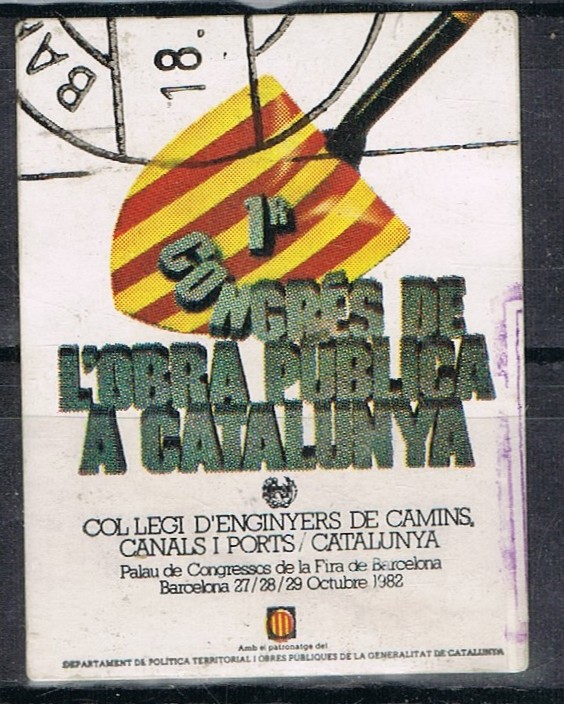 BA
18.
1R
CONGRÉS DE
L'OBRA PÚBLICA
A CATALUNYA
COL LEGI D'ENGINYERS DE CAMINS,
CANALS I PORTS / CATALUNYA
Palau de Congressos de la Fira de Barcelona
Barcelona 27/28/29 Octubre 1982
Amb el patronatge del
DEPARTAMENT DE POLÍTICA TERRITORIAL I OBRES PÚBLIQUES DE LA GENERALITAT DE CATALUNYA